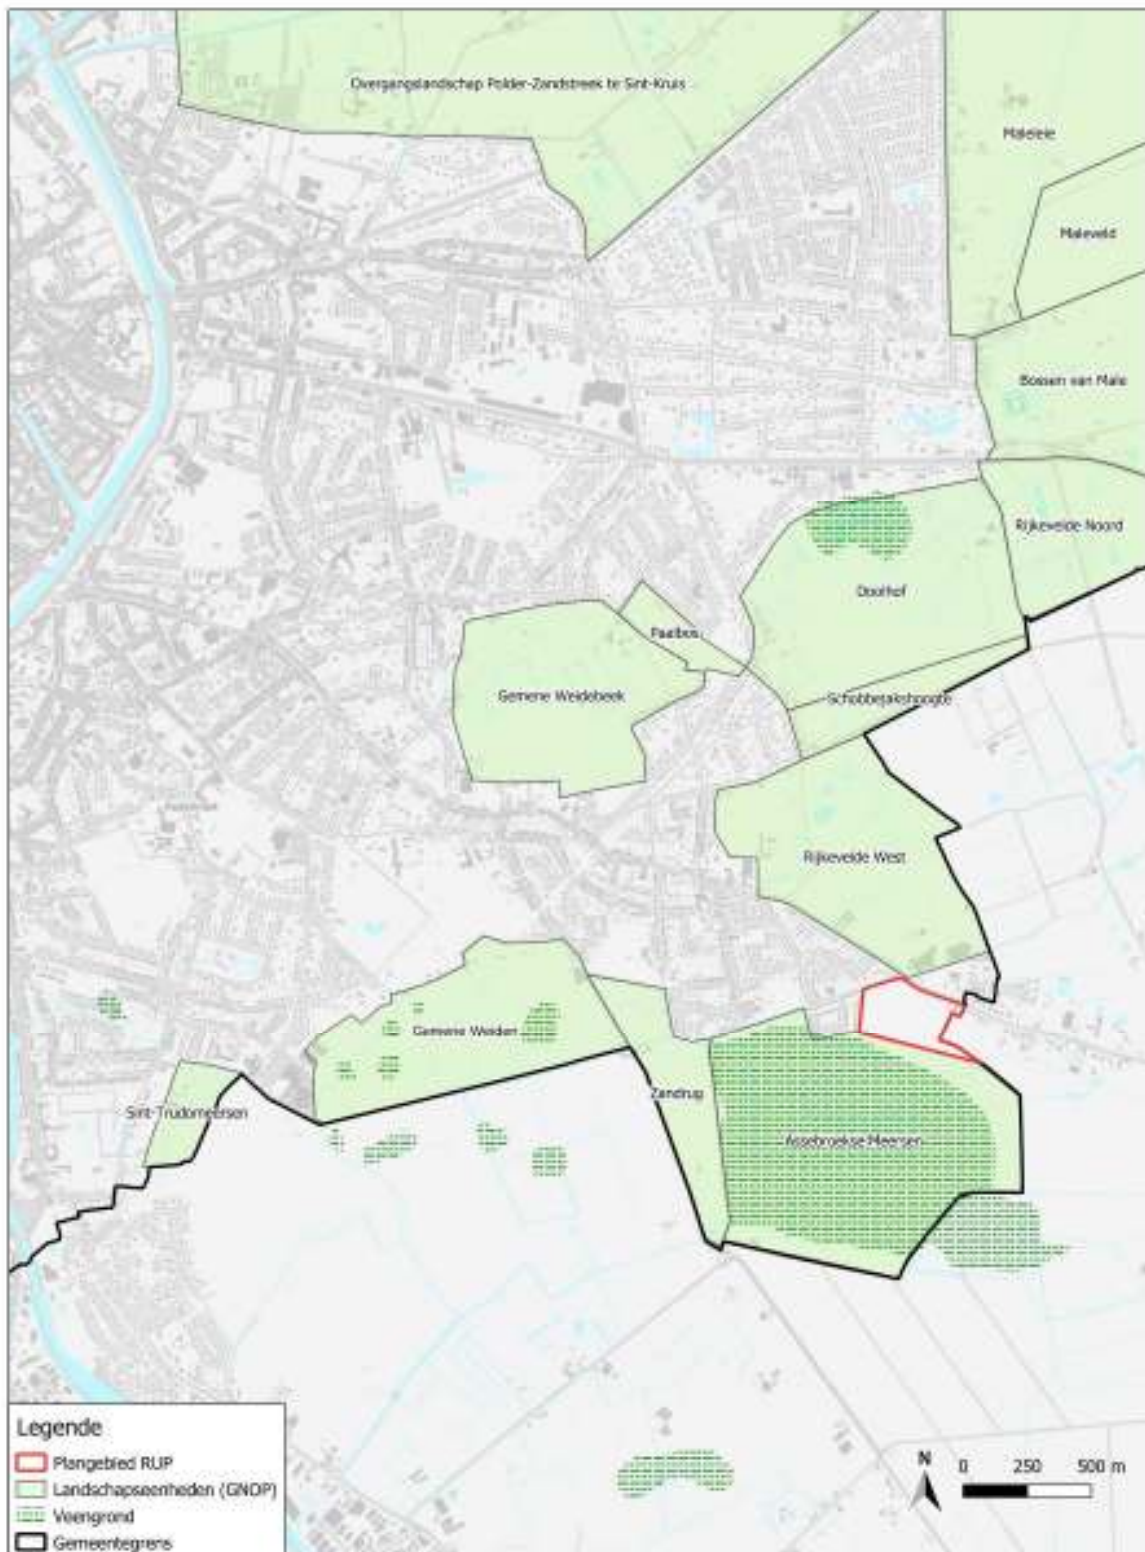 Overgangslandschap Polder-Zandstreek te Sint-Kruis
Maleleie
Maleveld
Bossen van Male
Rijkevelde Noord
Doolhof
Paalbos
Gemene Weidebeek
Schobbejakshoogte
Rijkevelde West
Gemene Weiden
Zandrug
Sint-Trudomeersen
Assebroekse Meersen
Legende
Plangebied RUP
Landschapseenheden (GNOP)
Veengrond
Gemeentegrens
N
0 250 500 m